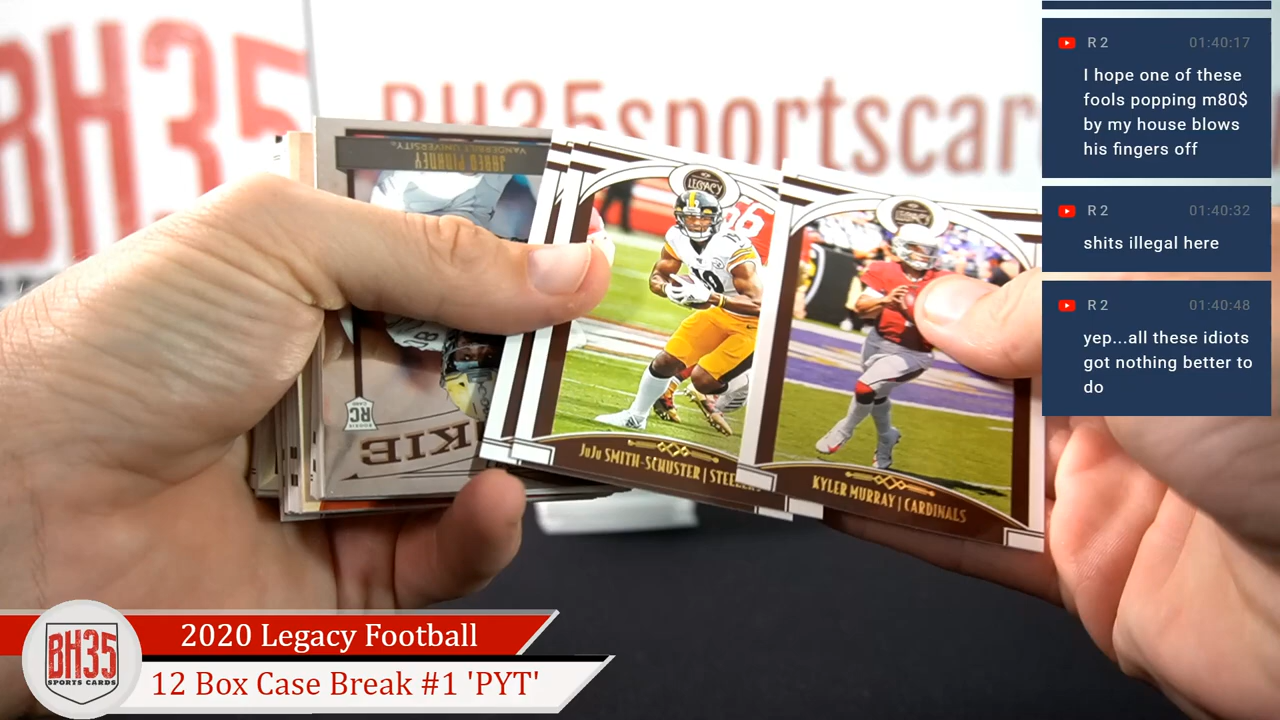 BH35
BH35sportscar
R 2 01:40:17
I hope one of these
fools popping m80$
by my house blows
his fingers off
R 2 01:40:32
shits illegal here
R 2 01:40:48
yep...all these idiots
got nothing better to
do
JARED PINKNEY
VANDERBILT UNIVERSITY
RC
KIE
LEGACY
JuJu SMITH-SCHUSTER | STEELERS
LEGACY
KYLER MURRAY | CARDINALS
BH35
SPORTS CARDS
2020 Legacy Football
12 Box Case Break #1 'PYT'